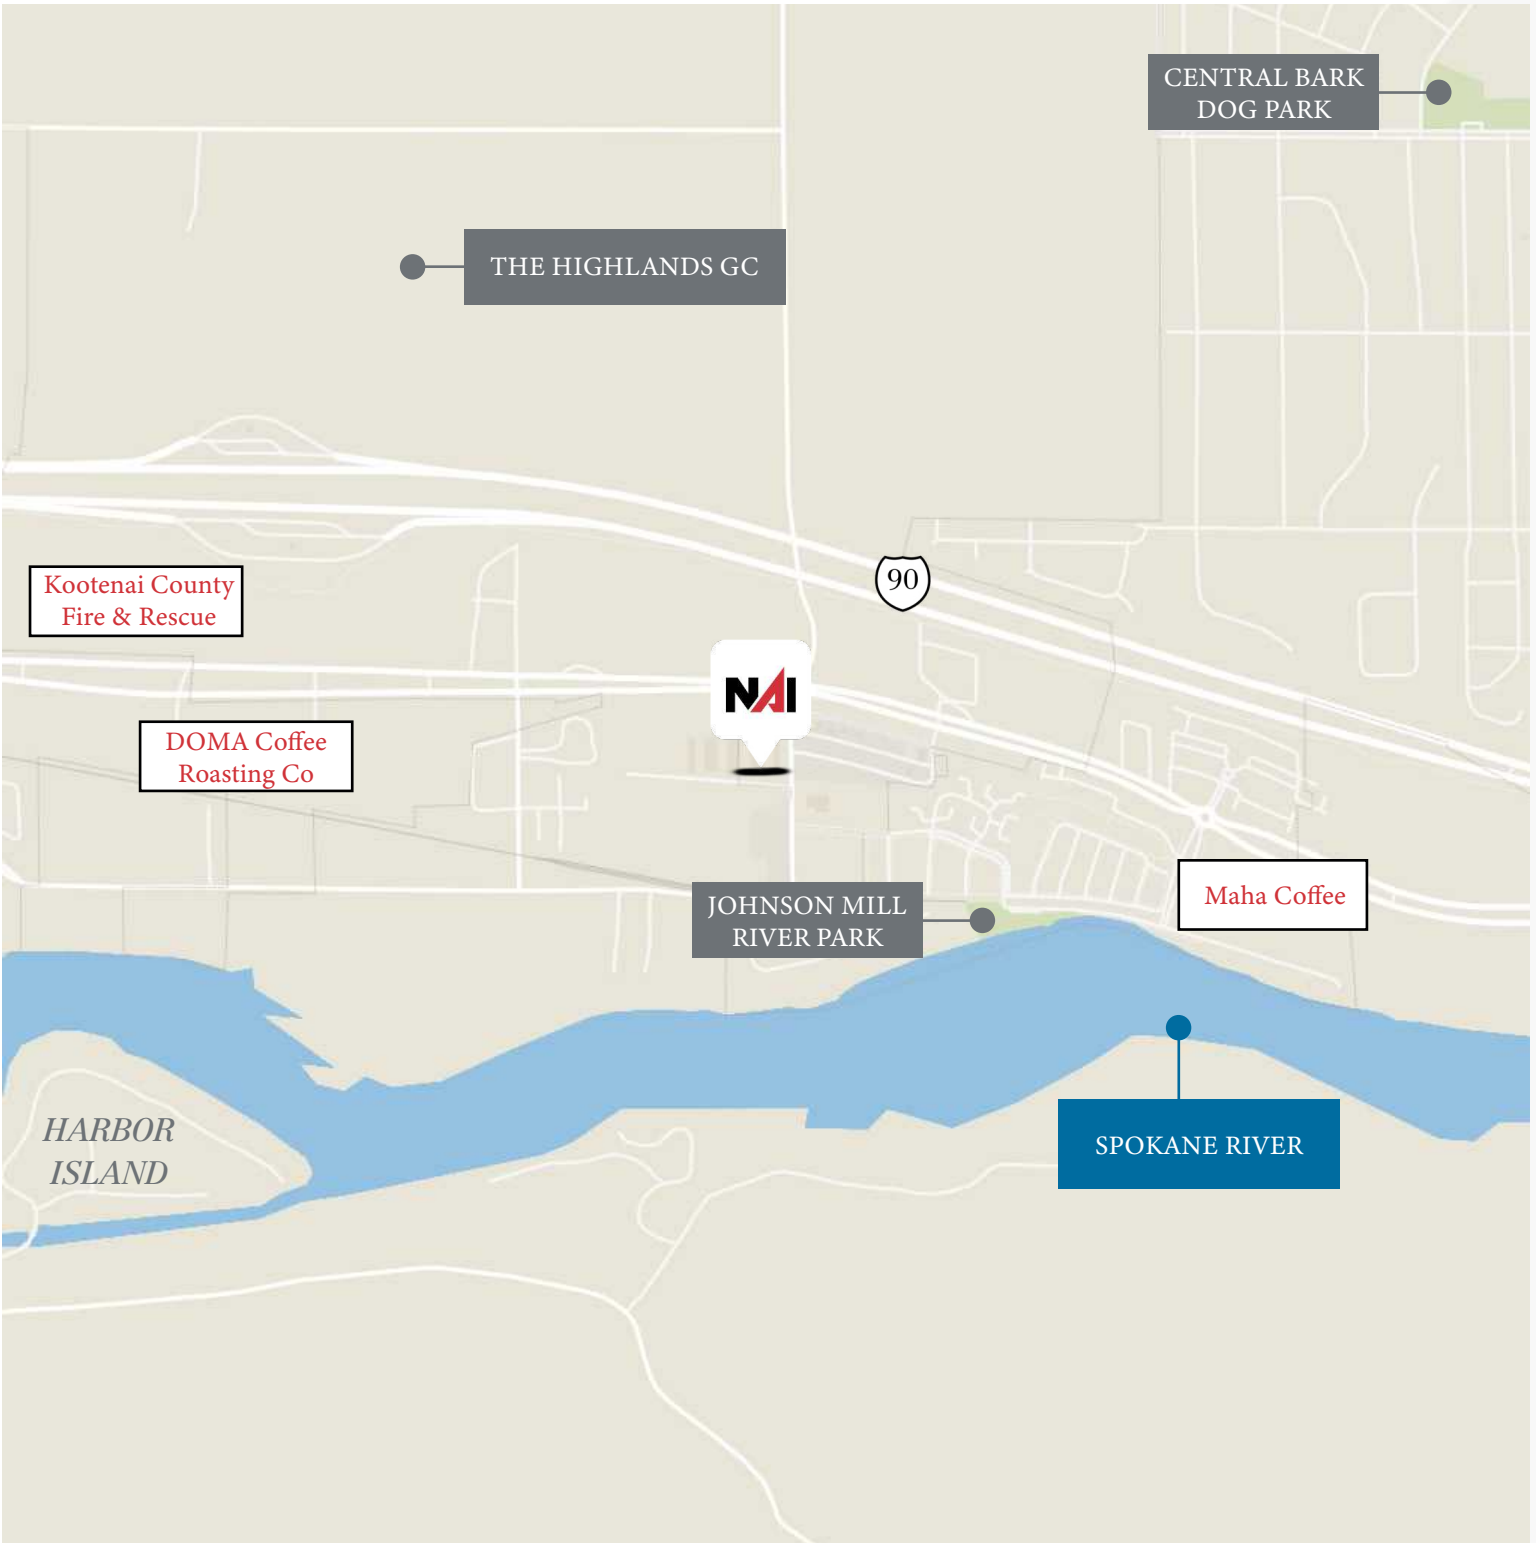 CENTRAL BARK
DOG PARK
THE HIGHLANDS GC
90
Kootenai County
Fire & Rescue
NAI
DOMA Coffee
Roasting Co
Maha Coffee
JOHNSON MILL
RIVER PARK
SPOKANE RIVER
HARBOR
ISLAND